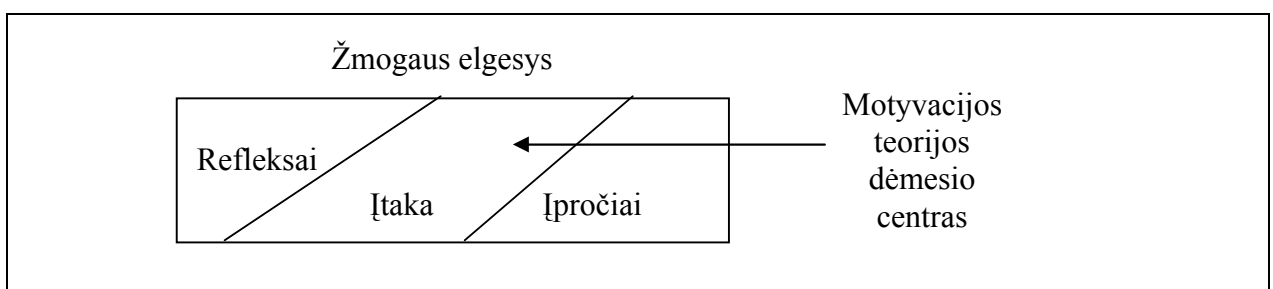 Žmogaus elgesys
Refleksai
Įtaka
Įpročiai
Motyvacijos
teorijos
dėmesio
centras